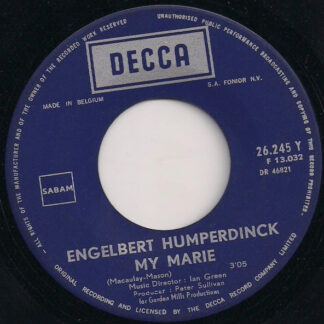 ALL RIGHTS OF THE MANUFACTURER AND OF THE OWNER OF THE RECORDED WORK RESERVED
UNAUTHORISED PUBLIC PERFORMANCE BROADCASTING AND COPYING OF THIS RECORD PROHIBITED
DECCA
MADE IN BELGIUM
S.A. FONIOR N.V.
26.245 Y
F 13.032
DR 46821
SABAM
ENGELBERT HUMPERDINCK
MY MARIE
(Macaulay-Mason) 3'05
Music Director : Ian Green
Producer : Peter Sullivan
for Gordon Mills Productions
ORIGINAL RECORDING AND LICENSED BY THE DECCA RECORD COMPANY LIMITED LONDON